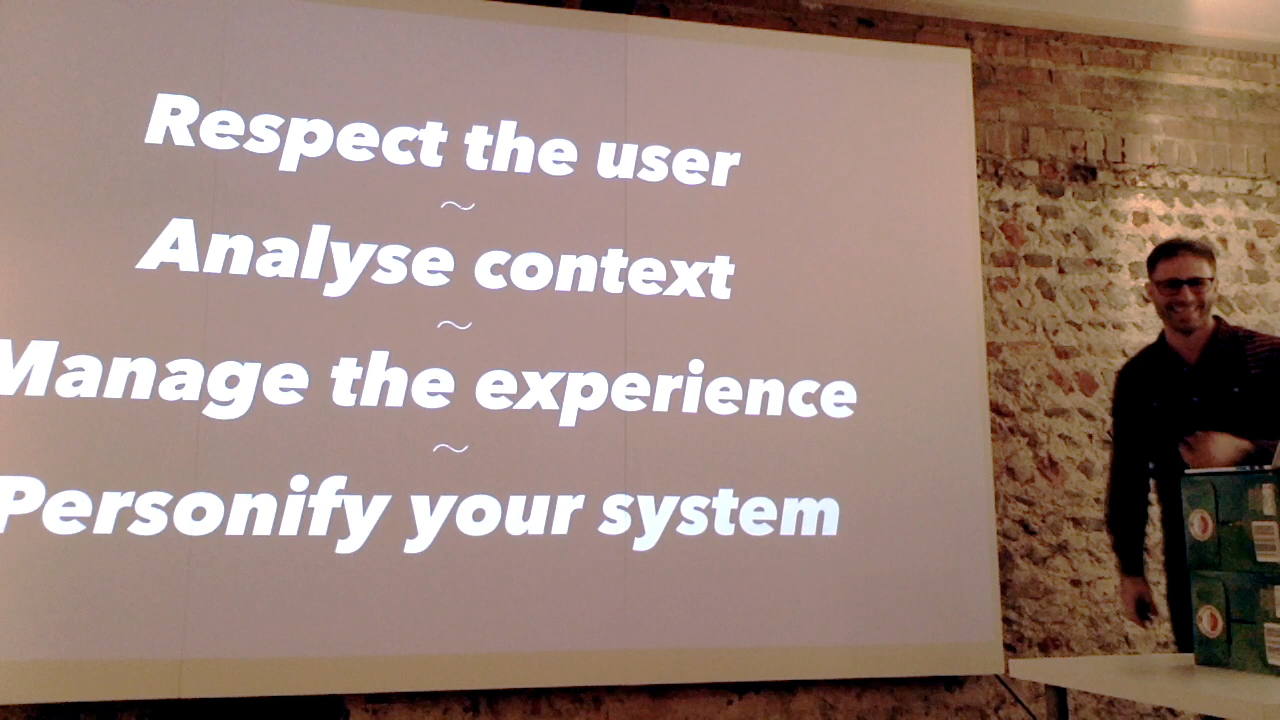 Respect the user
~
Analyse context
~
Manage the experience
~
Personify your system